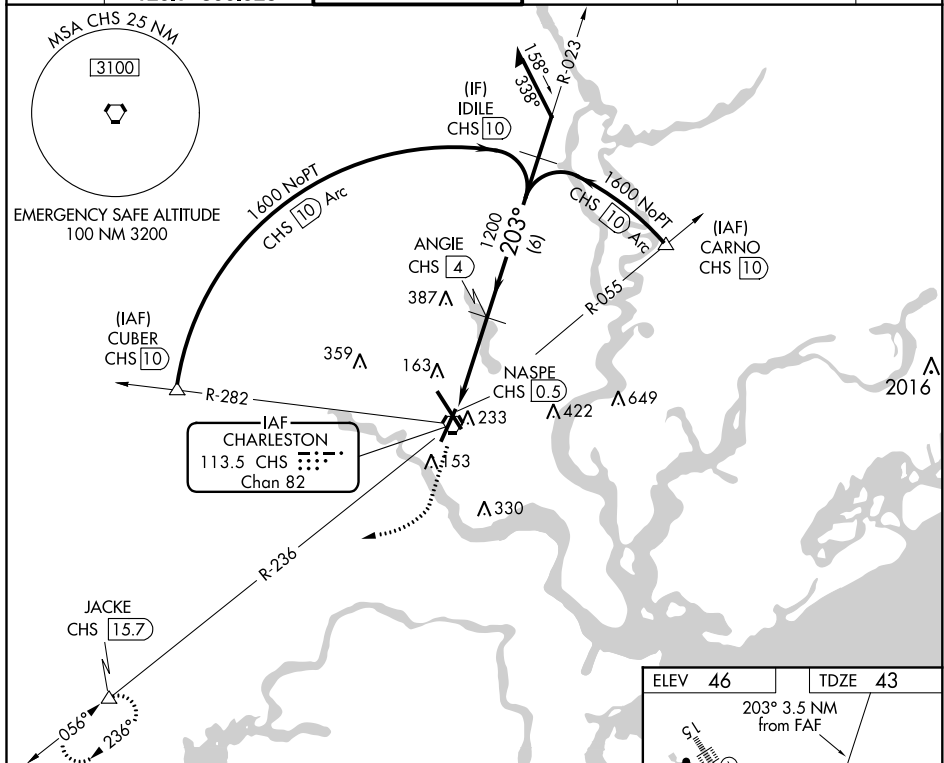 MSA CHS 25 NM
3100
EMERGENCY SAFE ALTITUDE
100 NM 3200
158°
338°
R-023
(IF)
IDILE
CHS 10
1600 NoPT
CHS 10 Arc
1600 NoPT
CHS 10 Arc
(IAF)
CARNO
CHS 10
1200
203°
(6)
ANGIE
CHS 4
387
R-055
(IAF)
CUBER
CHS 10
R-282
359
163
NASPE
CHS 0.5
233
422
649
2016
IAF
CHARLESTON
113.5 CHS
Chan 82
153
330
R-236
JACKE
CHS 15.7
056°
236°
ELEV 46
TDZE 43
203° 3.5 NM
from FAF
15